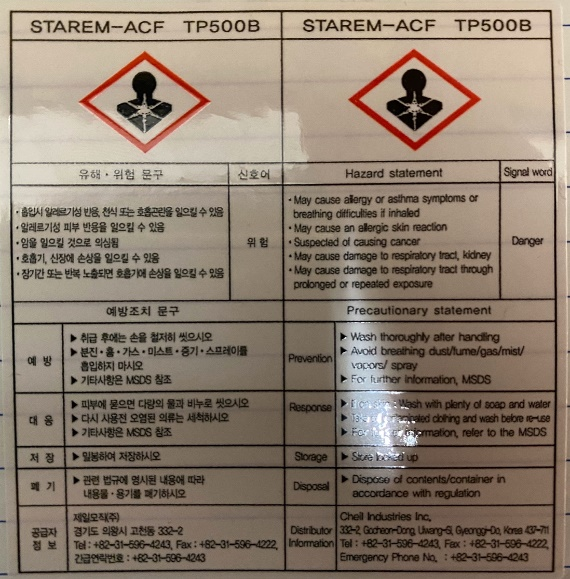 STAREM-ACF TP500B
유해·위험 문구
신호어
·흡입시 알레르기성 반응, 천식 또는 호흡곤란을 일으킬 수 있음
·알레르기성 피부 반응을 일으킬 수 있음
·암을 일으킬 것으로 의심됨
·호흡기, 신장에 손상을 일으킬 수 있음
·장기간 또는 반복 노출되면 호흡기에 손상을 일으킬 수 있음
위 험
예방조치 문구
예 방
▶ 취급 후에는 손을 철저히 씻으시오
▶ 분진·흄·가스·미스트·증기·스프레이를
흡입하지 마시오
▶ 기타사항은 MSDS 참조
대 응
▶ 피부에 묻으면 다량의 물과 비누로 씻으시오
▶ 다시 사용전 오염된 의류는 세척하시오
▶ 기타사항은 MSDS 참조
저 장
▶ 밀봉하여 저장하시오
폐 기
▶ 관련 법규에 명시된 내용에 따라
내용물·용기를 폐기하시오
공급자
정 보
제일모직(주)
경기도 의왕시 고천동 332-2
Tel : +82-31-596-4243, Fax : +82-31-596-4222,
긴급연락번호 : +82-31-596-4243
STAREM-ACF TP500B
Hazard statement
Signal word
·May cause allergy or asthma symptoms or
breathing difficulties if inhaled
·May cause an allergic skin reaction
·Suspected of causing cancer
·May cause damage to respiratory tract, kidney
·May cause damage to respiratory tract through
prolonged or repeated exposure
Danger
Precautionary statement
Prevention
▶ Wash thoroughly after handling
▶ Avoid breathing dust/fume/gas/mist/
vapors/ spray
▶ For further information, MSDS
Response
▶ Wash with plenty of soap and water
▶ clothing and wash before re-use
▶ information, refer to the MSDS
Storage
▶ Store up
Disposal
▶ Dispose of contents/container in
accordance with regulation
Distributor
Information
Cheil Industries Inc,
332-2, Gocheon-Dong, Uiwang-Si, Gyeonggi-Do, Korea 437-711
Tel : +82-31-596-4243, Fax : +82-31-596-4222,
Emergency Phone No, : +82-31-596-4243